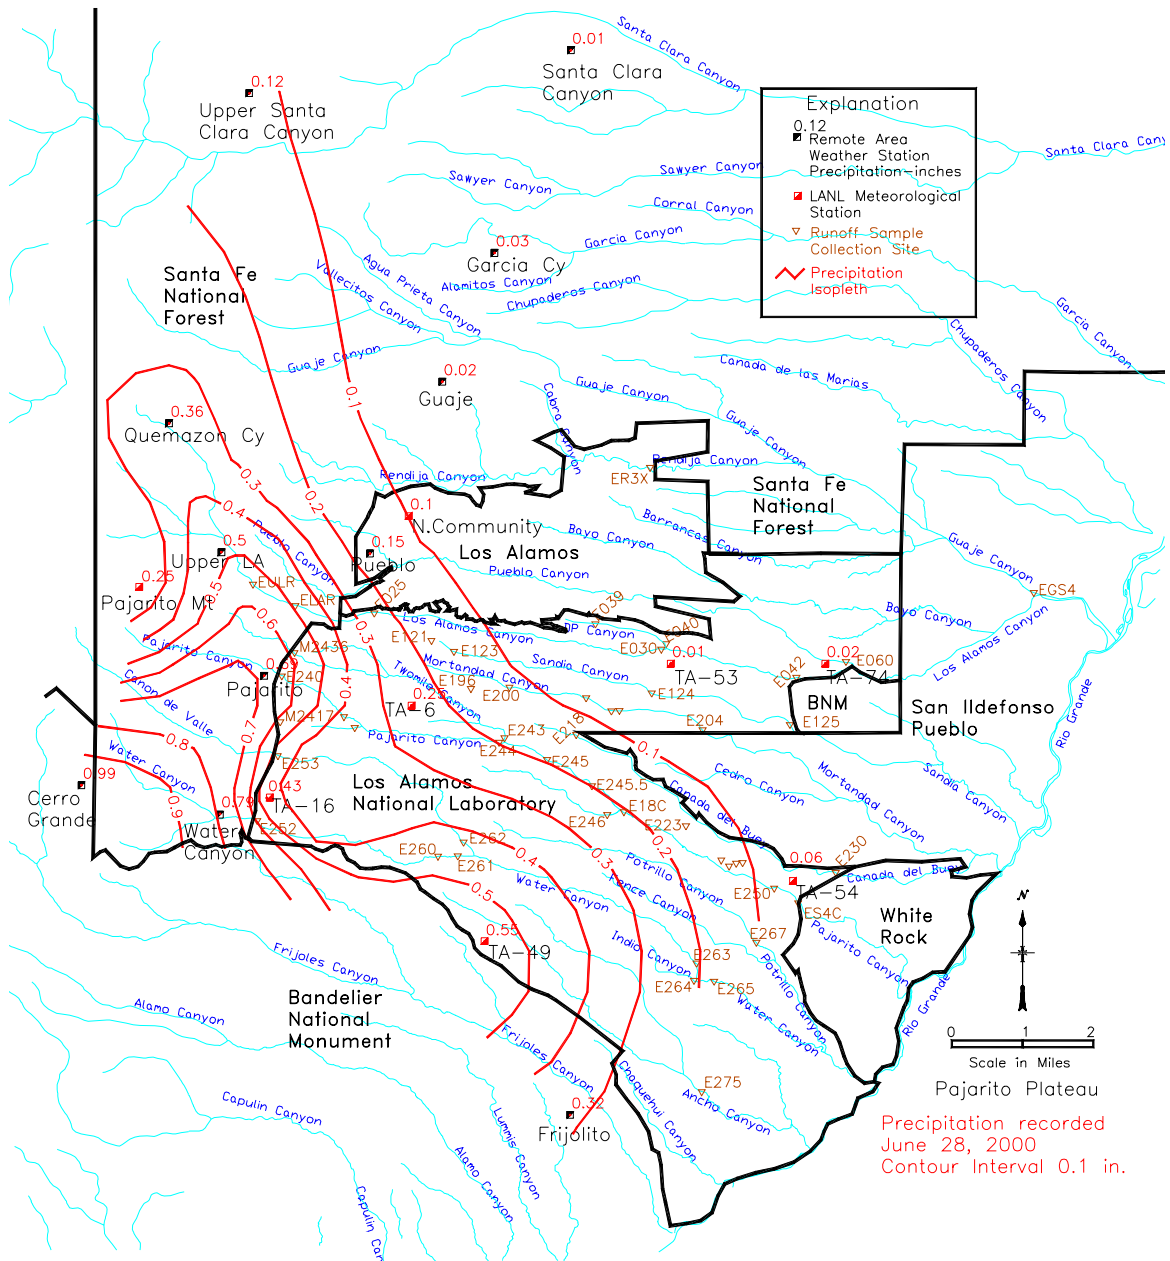 0.01
Santa Clara
Canyon
Santa Clara Canyon
0.12
Upper Santa
Clara Canyon
Explanation
0.12
Remote Area
Weather Station
Precipitation-inches
LANL Meteorological
Station
Runoff Sample
Collection Site
Precipitation
Isopleth
Santa Clara Cany
Sawyer Canyon
Sawyer Canyon
Corral Canyon
Garcia Canyon
0.03
Garcia Cy
Alamitos Canyon
Chupaderos Canyon
Agua Prieta Canyon
Vallecitos Canyon
Santa Fe
National
Forest
Garcia Canyon
Chupaderos Canyon
Guaje Canyon
0.1
0.02
Guaje
Canada de las Marias
Guaje Canyon
Cabra Canyon
Guaje Canyon
0.36
Quemazon Cy
0.3
0.2
0.4
Rendija Canyon
Rendija Canyon
ER3X
Santa Fe
National
Forest
0.1
N.Community
Barrancas Canyon
Bayo Canyon
Guaje Canyon
Pueblo Canyon
0.5
Upper LA
0.15
Pueblo
Los Alamos
Pueblo Canyon
0.25
Pajarito Mt
0.5
EULR
ELAR
0.6
EGS4
Bayo Canyon
Los Alamos Canyon
E039
E040
DP Canyon
Los Alamos Canyon
0.3
E121
E123
E030
0.01
TA-53
0.02
TA-74
E060
E042
Pajarito Canyon
M2436
E240
Pajarito
Canon de Valle
Mortandad Canyon
Twomile Canyon
Sandia Canyon
E196
E200
E124
TA-6
0.4
BNM
E125
San Ildefonso
Pueblo
Rio Grande
M2417
0.7
0.8
Water Canyon
Pajarito Canyon
E243
E244
E218
E204
0.1
E245
E253
0.99
Cerro
Grande
0.9
0.79
Water
Canyon
0.43
TA-16
E252
Los Alamos
National Laboratory
E245.5
E18C
E246
E223
Canada del Buey
Cedro Canyon
Mortandad Canyon
Sandia Canyon
0.2
E262
E260
E261
0.4
0.3
0.5
Potrillo Canyon
Fence Canyon
Water Canyon
Indio Canyon
0.06
TA-54
E230
Canada del Buey
E250
ES4C
White
Rock
Pajarito Canyon
E267
0.55
TA-49
E263
E264
E265
Potrillo Canyon
Water Canyon
Rio Grande
N
Frijoles Canyon
Alamo Canyon
Bandelier
National
Monument
Frijoles Canyon
Chaquehui Canyon
E275
Ancho Canyon
0 1 2
Scale in Miles
Pajarito Plateau
Capulin Canyon
Lummis Canyon
Alamo Canyon
0.32
Frijolito
Capulin Can
Precipitation recorded
June 28, 2000
Contour Interval 0.1 in.